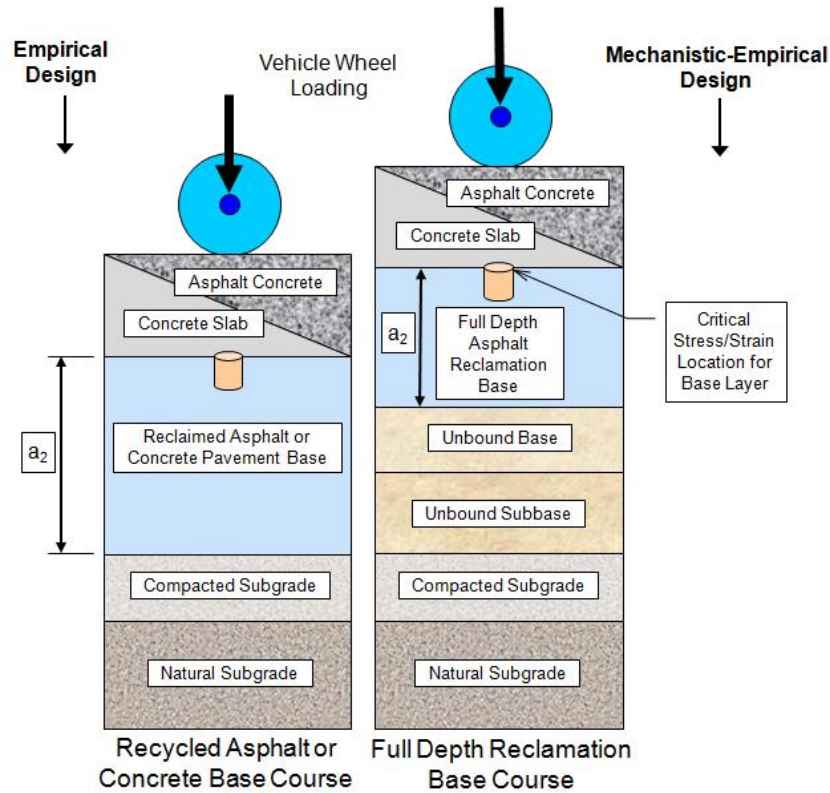 Empirical
Design
Vehicle Wheel
Loading
Mechanistic-Empirical
Design
Asphalt Concrete
Concrete Slab
a₂
Reclaimed Asphalt or
Concrete Pavement Base
Compacted Subgrade
Natural Subgrade
Recycled Asphalt or
Concrete Base Course
Asphalt Concrete
Concrete Slab
a₂
Full Depth
Asphalt
Reclamation
Base
Critical
Stress/Strain
Location for
Base Layer
Unbound Base
Unbound Subbase
Compacted Subgrade
Natural Subgrade
Full Depth Reclamation
Base Course